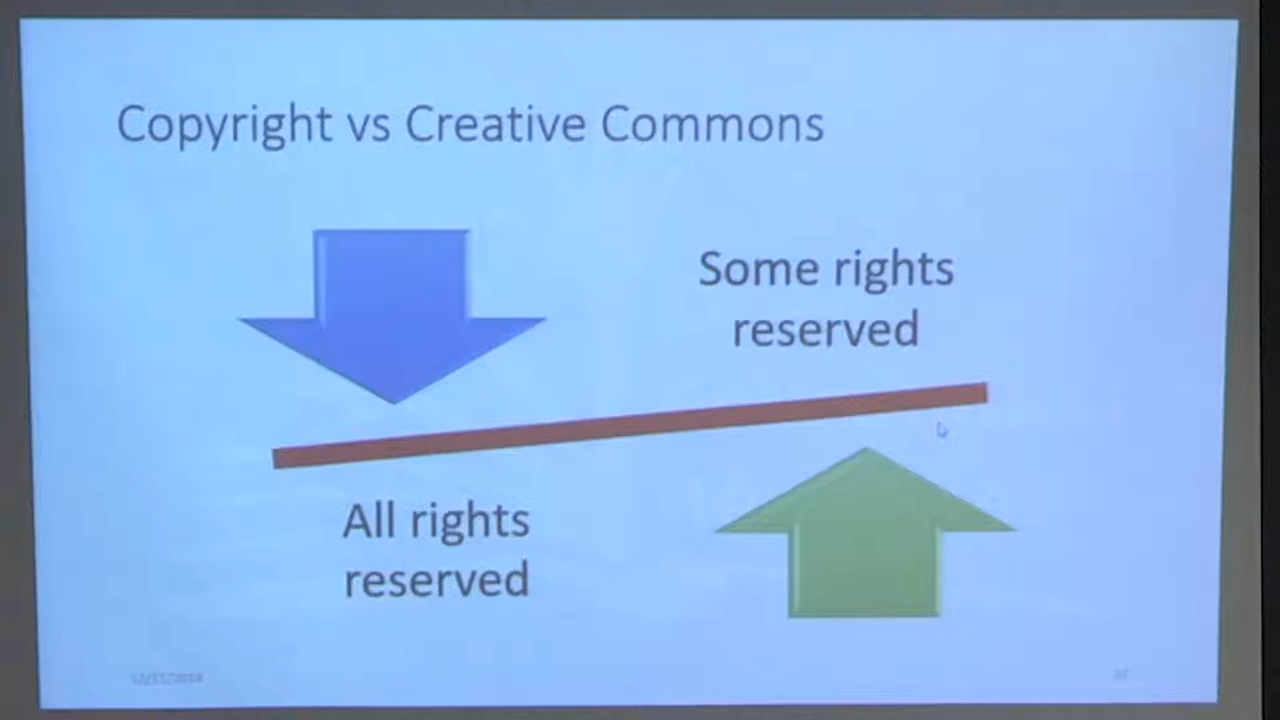 Copyright vs Creative Commons
Some rights
reserved
All rights
reserved